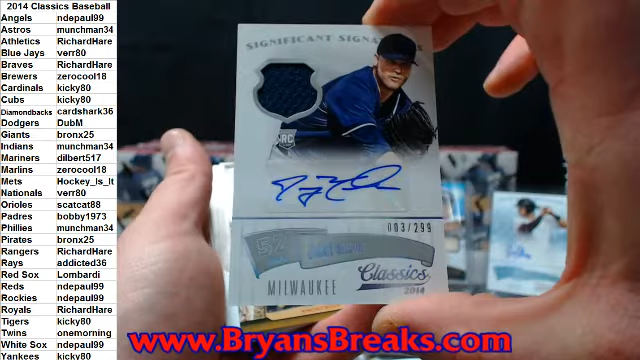 2014 Classics Baseball
Angels ndepaul99
Astros munchman34
Athletics RichardHare
Blue Jays verr80
Braves RichardHare
Brewers zerocool18
Cardinals kicky80
Cubs kicky80
Diamondbacks cardshark36
Dodgers DubM
Giants bronx25
Indians munchman34
Mariners dilbert517
Marlins zerocool18
Mets Hockey_Is_It
Nationals verr80
Orioles scatcat88
Padres bobby1973
Phillies munchman34
Pirates bronx25
Rangers RichardHare
Rays addicted36
Red Sox Lombardi
Reds ndepaul99
Rockies ndepaul99
Royals RichardHare
Tigers kicky80
Twins onemorning
White Sox ndepaul99
Yankees kicky80
SIGNIFICANT SIGNATURES
RC
003/299
Classics
2014
MILWAUKEE
www.BryansBreaks.com